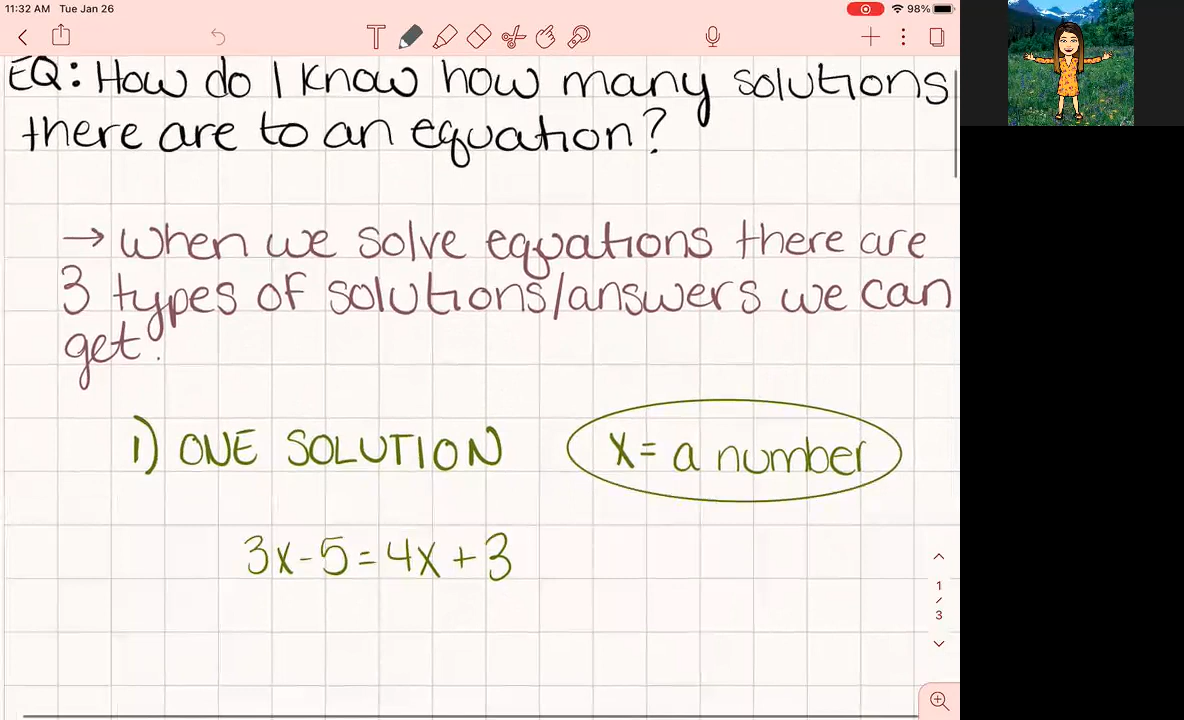 11:32 AM Tue Jan 26
98%
EQ: How do I know how many solutions
there are to an equation?
→ when we solve equations there are
3 types of solutions/answers we can
get.
1) ONE SOLUTION x = a number
3x - 5 = 4x + 3
1
/
3